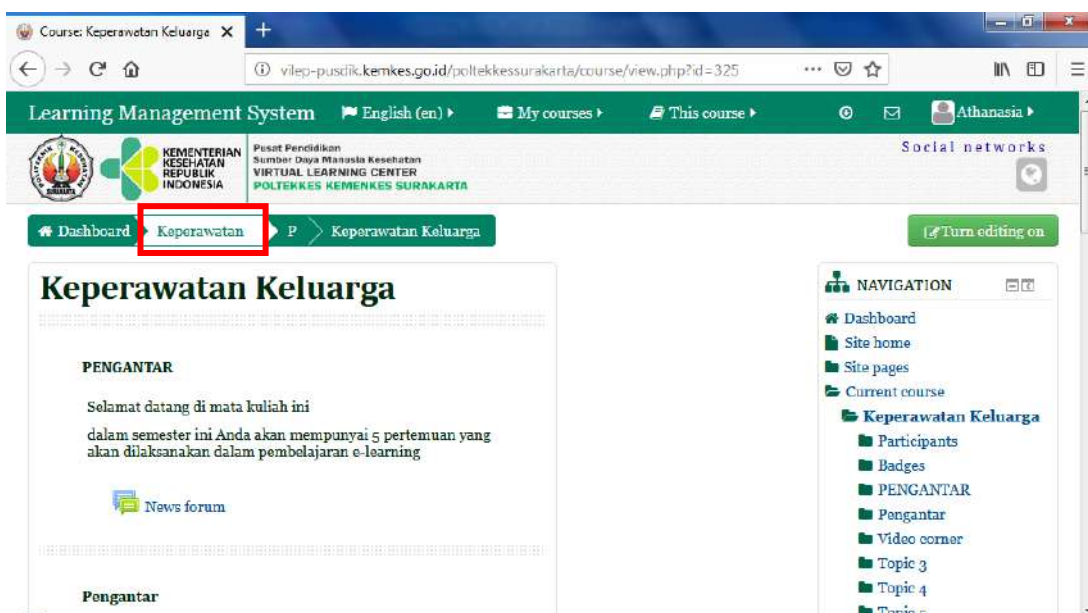 Course: Keperawatan Keluarga
vilep-pusdik.kemkes.go.id/poltekkessurakarta/course/view.php?id=325
Learning Management System English (en) My courses This course Athanasia
KEMENTERIAN
KESEHATAN
REPUBLIK
INDONESIA
Pusat Pendidikan
Sumber Daya Manusia Kesehatan
VIRTUAL LEARNING CENTER
POLTEKKES KEMENKES SURAKARTA
Social networks
Dashboard Keperawatan P Keperawatan Keluarga
Turn editing on
Keperawatan Keluarga
PENGANTAR
Selamat datang di mata kuliah ini
dalam semester ini Anda akan mempunyai 5 pertemuan yang
akan dilaksanakan dalam pembelajaran e-learning
News forum
Pengantar
NAVIGATION
Dashboard
Site home
Site pages
Current course
Keperawatan Keluarga
Participants
Badges
PENGANTAR
Pengantar
Video corner
Topic 3
Topic 4